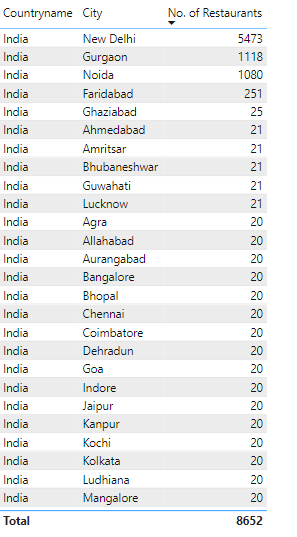 Countryname City No. of Restaurants
India New Delhi 5473
India Gurgaon 1118
India Noida 1080
India Faridabad 251
India Ghaziabad 25
India Ahmedabad 21
India Amritsar 21
India Bhubaneshwar 21
India Guwahati 21
India Lucknow 21
India Agra 20
India Allahabad 20
India Aurangabad 20
India Bangalore 20
India Bhopal 20
India Chennai 20
India Coimbatore 20
India Dehradun 20
India Goa 20
India Indore 20
India Jaipur 20
India Kanpur 20
India Kochi 20
India Kolkata 20
India Ludhiana 20
India Mangalore 20
Total 8652